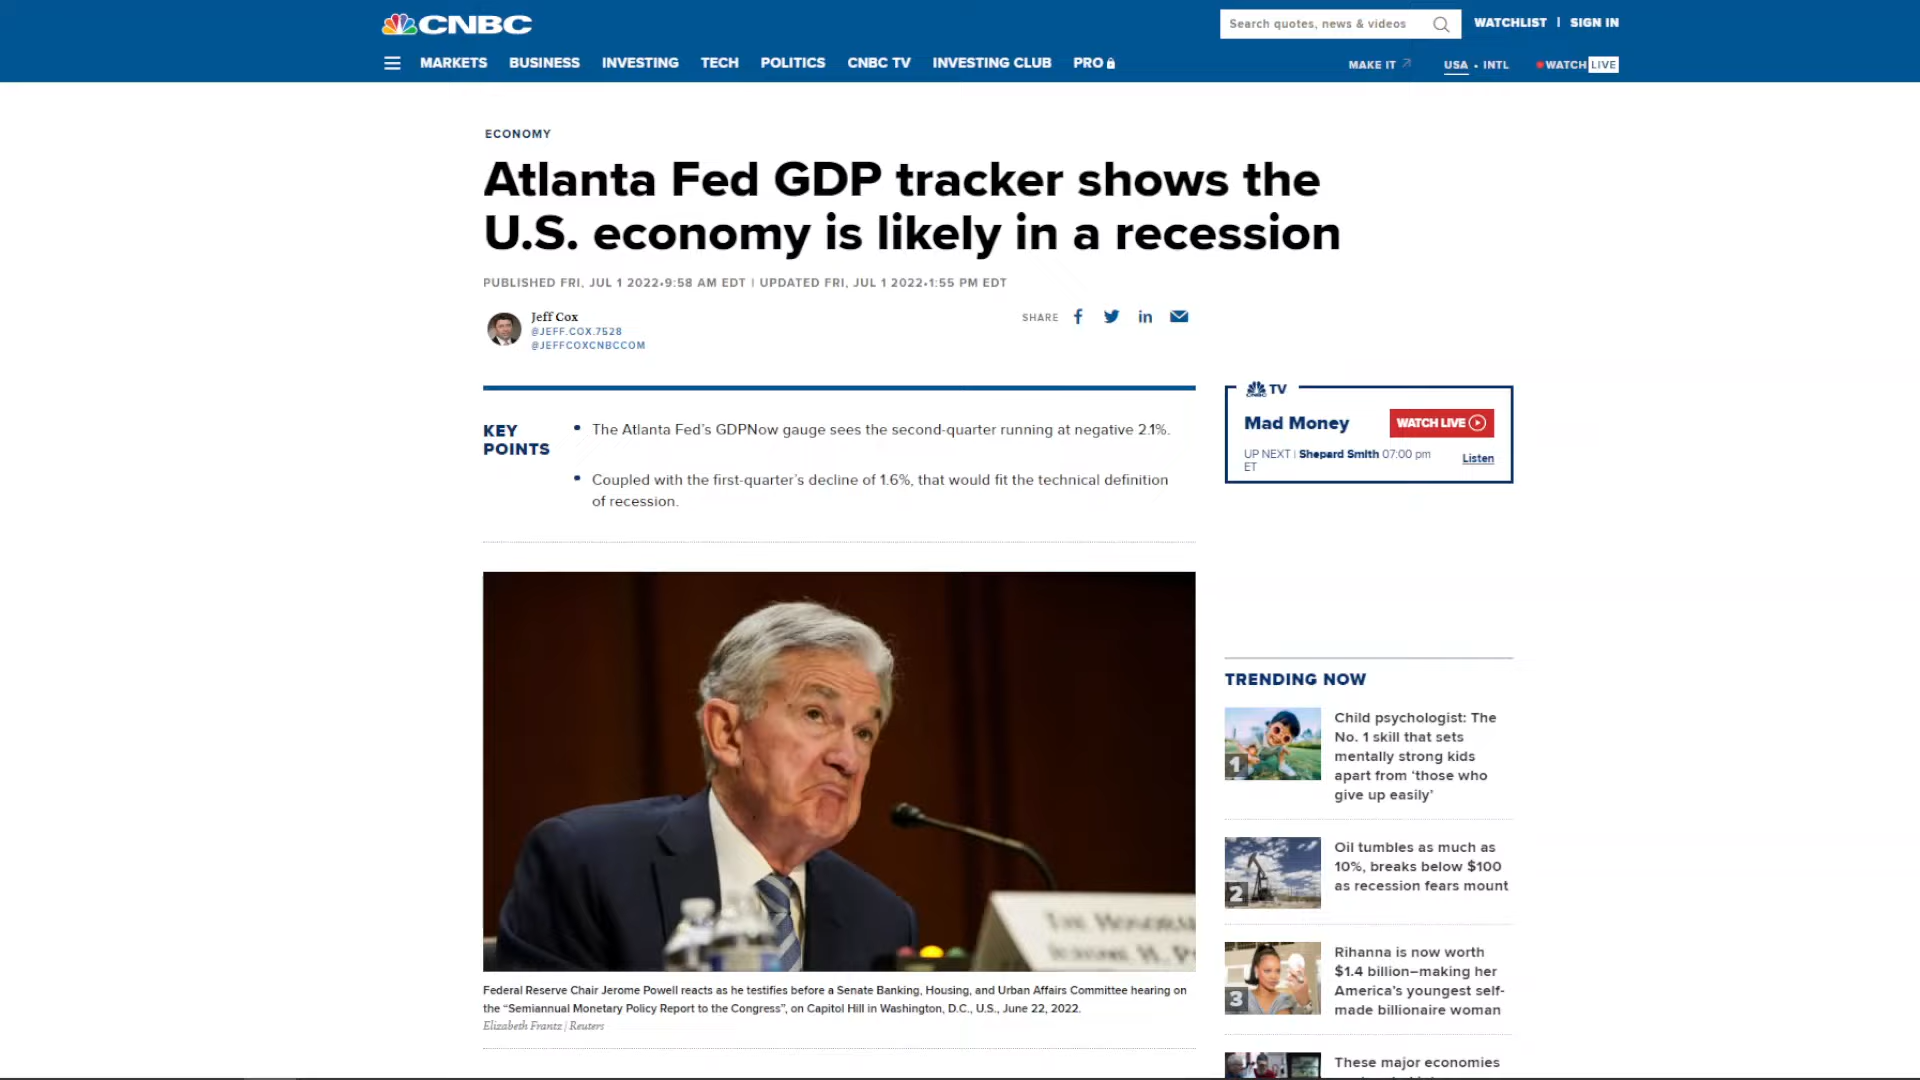 CNBC
Search quotes, news & videos
WATCHLIST | SIGN IN
MARKETS BUSINESS INVESTING TECH POLITICS CNBC TV INVESTING CLUB PRO
MAKE IT USA • INTL WATCH LIVE
ECONOMY
Atlanta Fed GDP tracker shows the
U.S. economy is likely in a recession
PUBLISHED FRI, JUL 1 2022•9:58 AM EDT | UPDATED FRI, JUL 1 2022•1:55 PM EDT
Jeff Cox
@JEFF.COX.7528
@JEFFCOXCNBCCOM
SHARE
KEY
POINTS
• The Atlanta Fed’s GDPNow gauge sees the second-quarter running at negative 2.1%.
• Coupled with the first-quarter’s decline of 1.6%, that would fit the technical definition
of recession.
THE HONORA
JEROME H. P
Federal Reserve Chair Jerome Powell reacts as he testifies before a Senate Banking, Housing, and Urban Affairs Committee hearing on
the “Semiannual Monetary Policy Report to the Congress”, on Capitol Hill in Washington, D.C., U.S., June 22, 2022.
Elizabeth Frantz | Reuters
CNBC TV
Mad Money
WATCH LIVE
UP NEXT | Shepard Smith 07:00 pm
ET
Listen
TRENDING NOW
1
Child psychologist: The
No. 1 skill that sets
mentally strong kids
apart from ‘those who
give up easily’
2
Oil tumbles as much as
10%, breaks below $100
as recession fears mount
3
Rihanna is now worth
$1.4 billion—making her
America’s youngest self-
made billionaire woman
These major economies